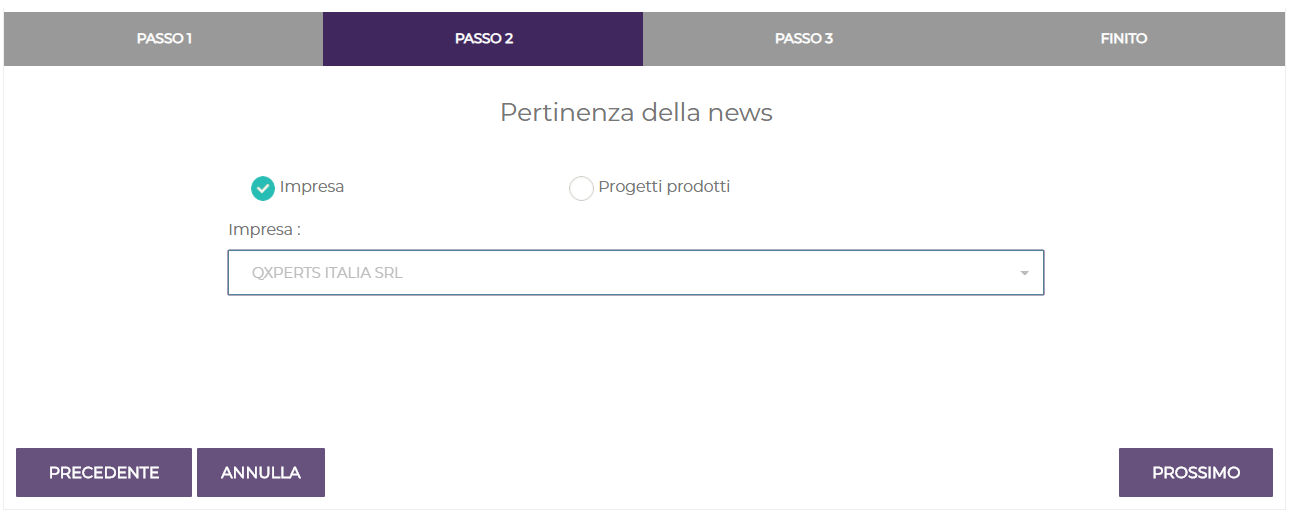 PASSO 1 PASSO 2 PASSO 3 FINITO
Pertinenza della news
Impresa Progetti prodotti
Impresa :
QXPERTS ITALIA SRL
PRECEDENTE ANNULLA PROSSIMO